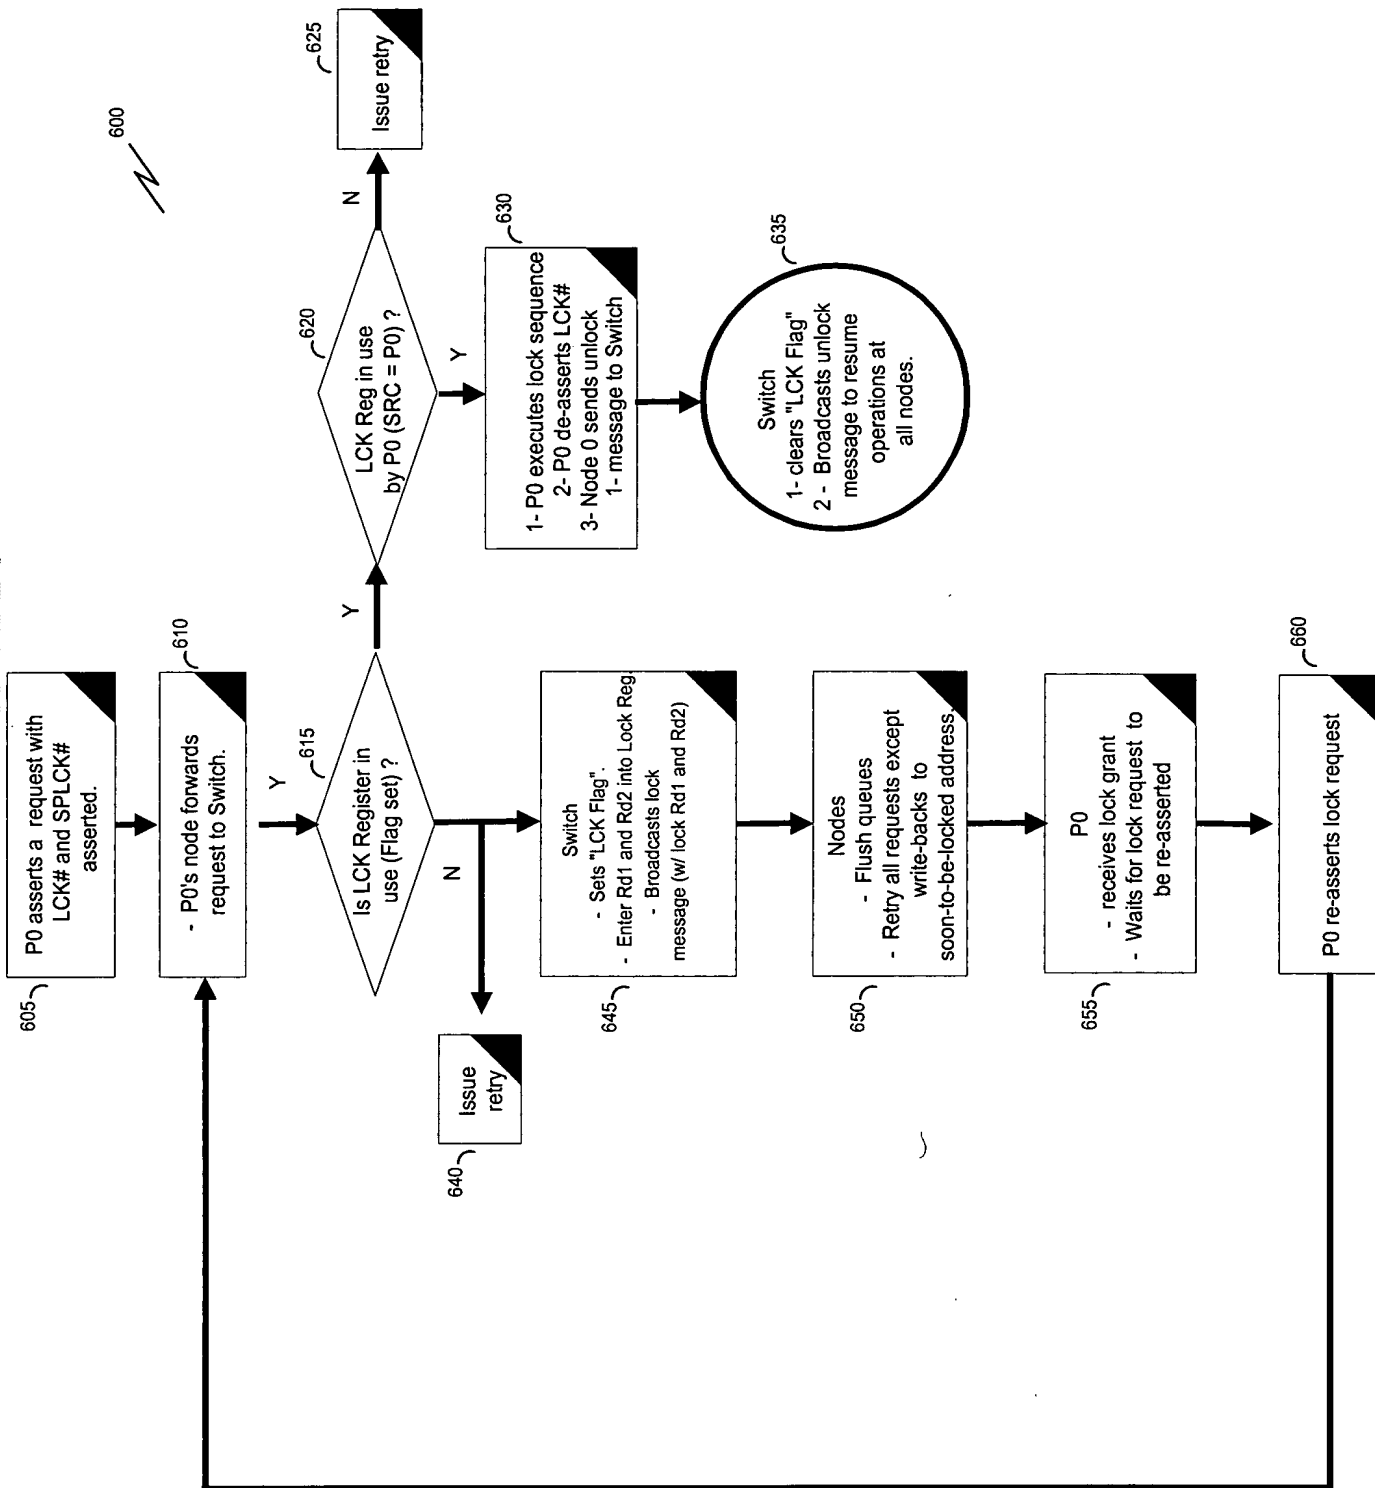 600
605
P0 asserts a request with
LCK# and SPLCK#
asserted.
610
- P0's node forwards
request to Switch.
Y
615
Is LCK Register in
use (Flag set) ?
Y
N
620
LCK Reg in use
by P0 (SRC = P0) ?
N
625
Issue retry
Y
630
1- P0 executes lock sequence
2- P0 de-asserts LCK#
3- Node 0 sends unlock
1- message to Switch
635
Switch
1- clears "LCK Flag"
2 - Broadcasts unlock
message to resume
operations at
all nodes.
640
Issue
retry
645
Switch
- Sets "LCK Flag".
- Enter Rd1 and Rd2 into Lock Reg.
- Broadcasts lock
message (w/ lock Rd1 and Rd2)
650
Nodes
- Flush queues
- Retry all requests except
write-backs to
soon-to-be-locked address.
655
P0
- receives lock grant
- Waits for lock request to
be re-asserted
660
P0 re-asserts lock request